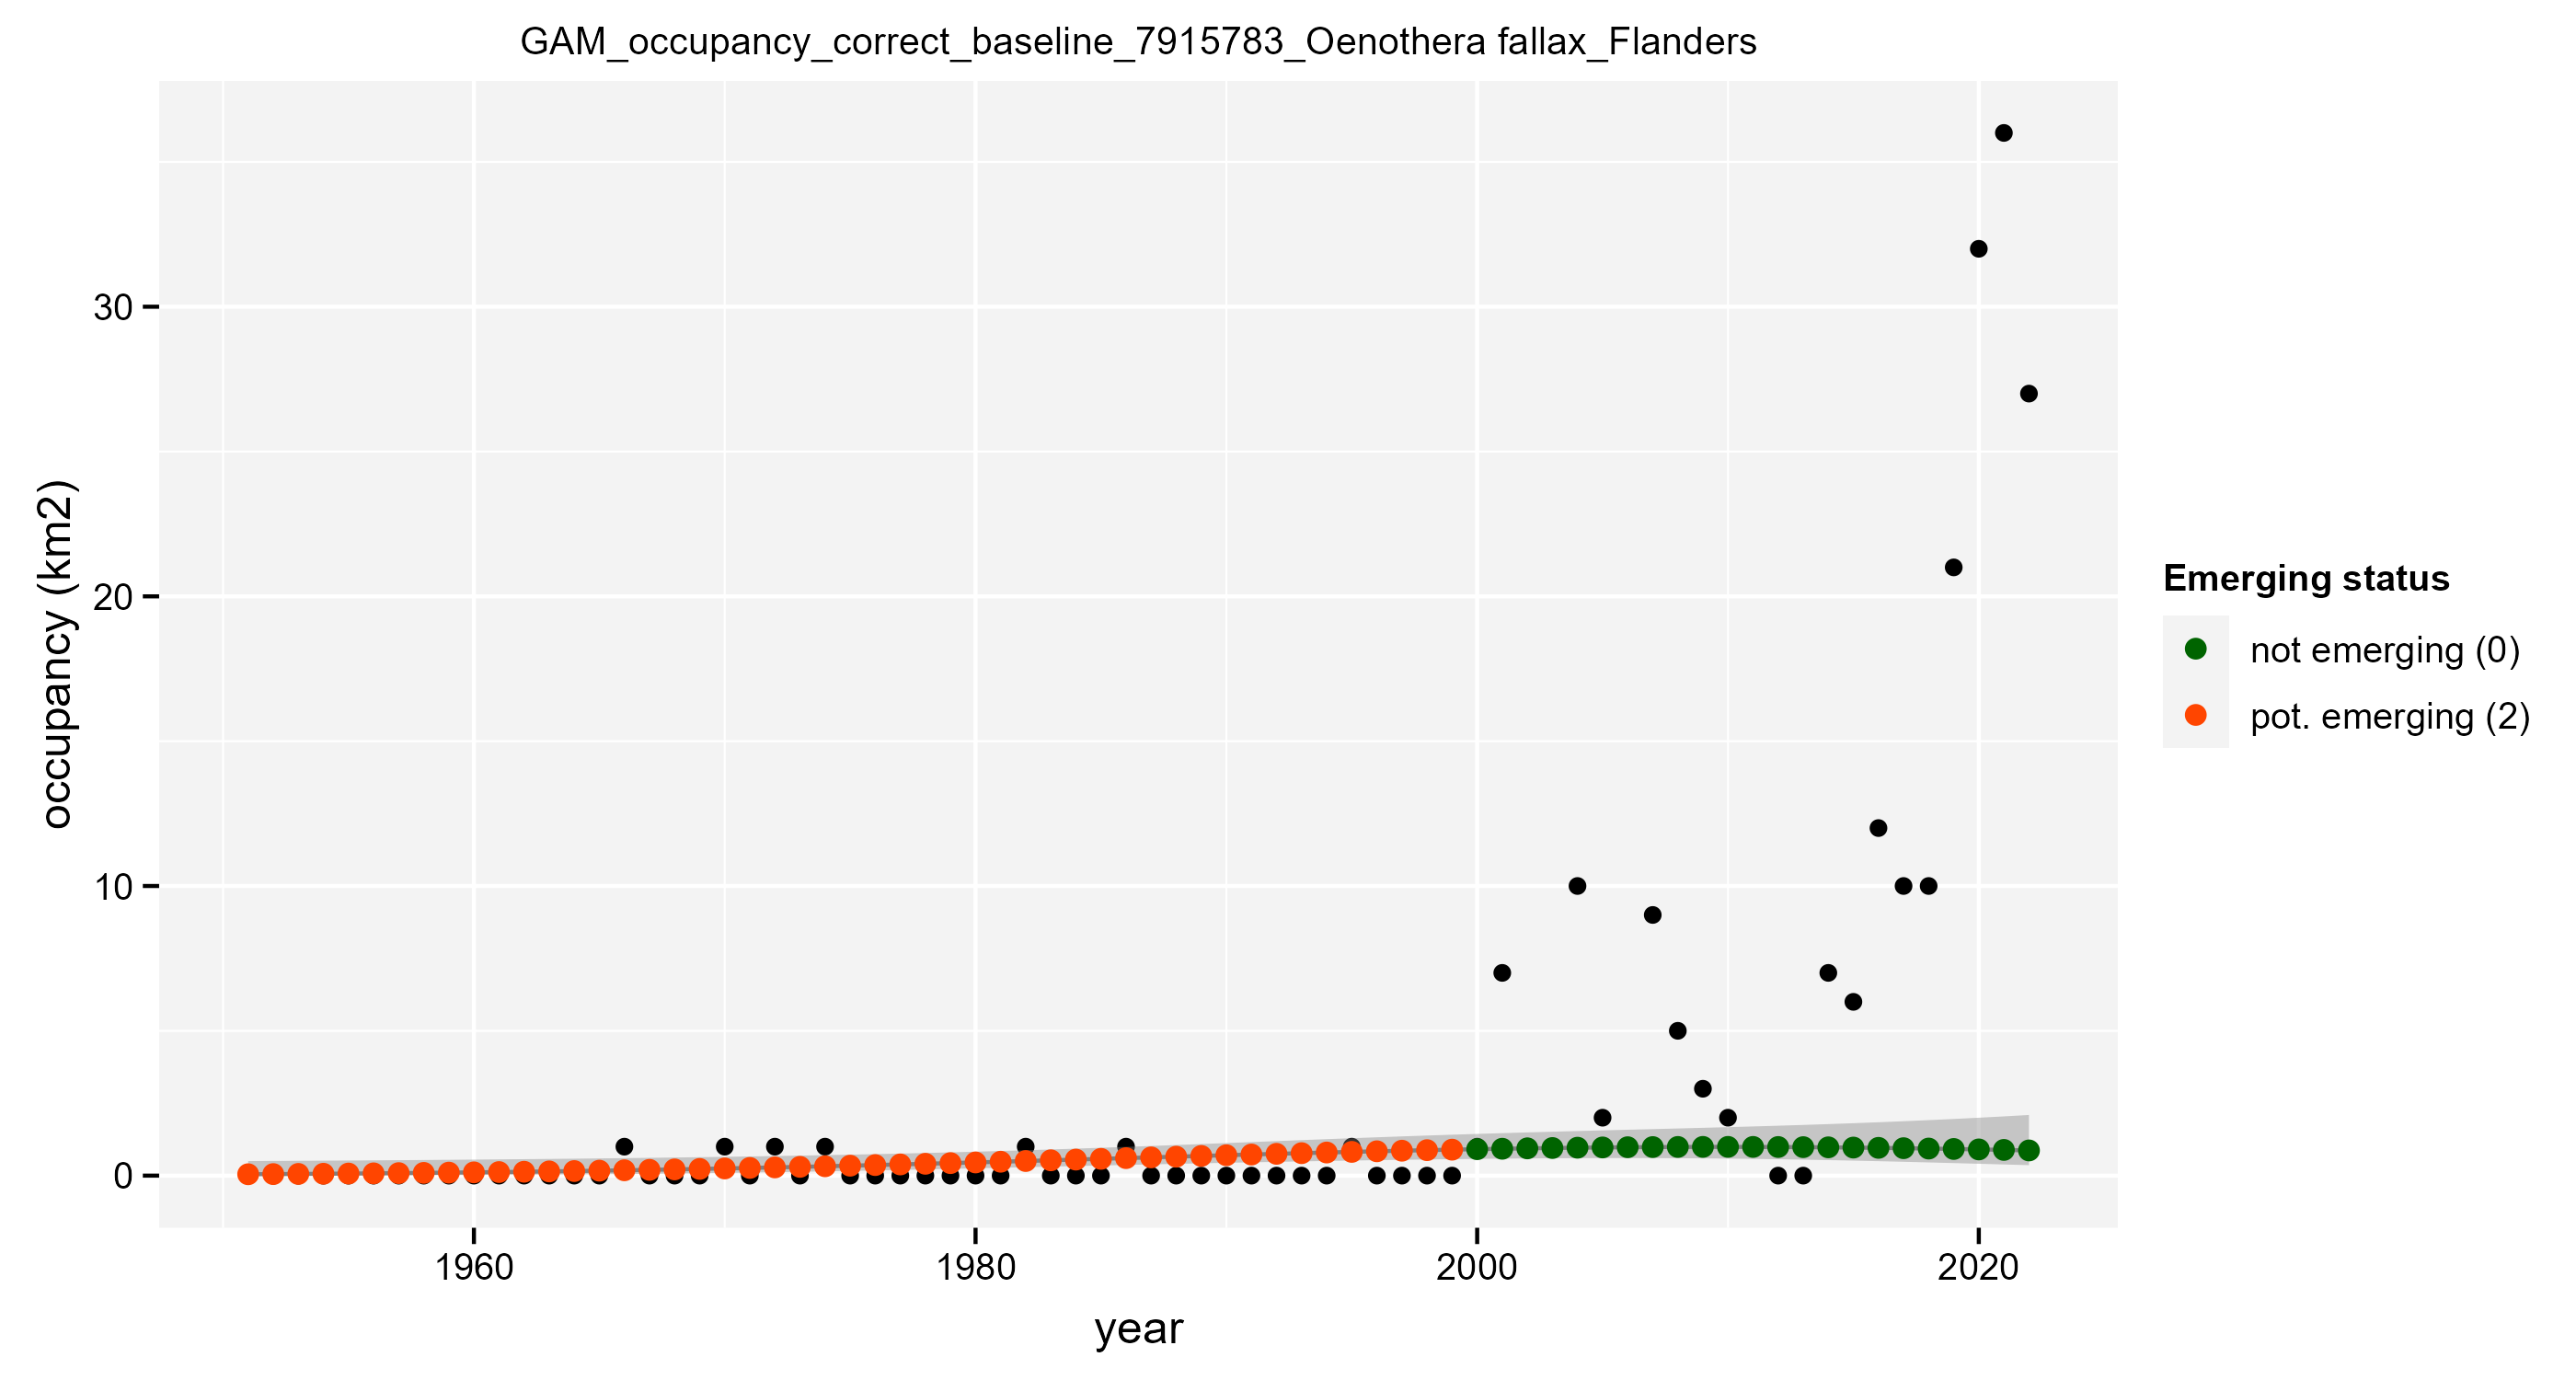 GAM_occupancy_correct_baseline_7915783_Oenothera fallax_Flanders
occupancy (km2)
30
20
10
0
1960
1980
2000
2020
year
Emerging status
not emerging (0)
pot. emerging (2)